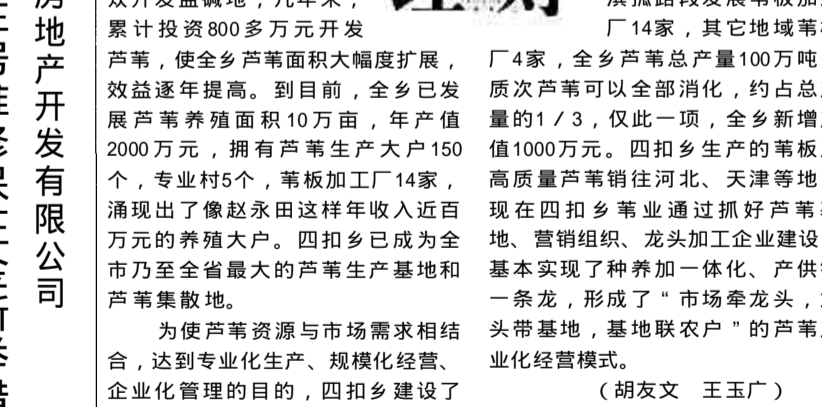 房地产开发有限公司
累计投资800多万元开发
芦苇，使全乡芦苇面积大幅度扩展，
效益逐年提高。到目前，全乡已发
展芦苇养殖面积10万亩，年产值
2000万元，拥有芦苇生产大户150
个，专业村5个，苇板加工厂14家，
涌现出了像赵永田这样年收入近百
万元的养殖大户。四扣乡已成为全
市乃至全省最大的芦苇生产基地和
芦苇集散地。
为使芦苇资源与市场需求相结
合，达到专业化生产、规模化经营、
企业化管理的目的，四扣乡建设了
厂14家，其它地域苇
厂4家，全乡芦苇总产量100万吨
质次芦苇可以全部消化，约占总
量的1/3，仅此一项，全乡新增
值1000万元。四扣乡生产的苇板
高质量芦苇销往河北、天津等地
现在四扣乡苇业通过抓好芦苇
地、营销组织、龙头加工企业建设
基本实现了种养加一体化、产供
一条龙，形成了“市场牵龙头，
头带基地，基地联农户”的芦苇
业化经营模式。
（胡友文　王玉广）